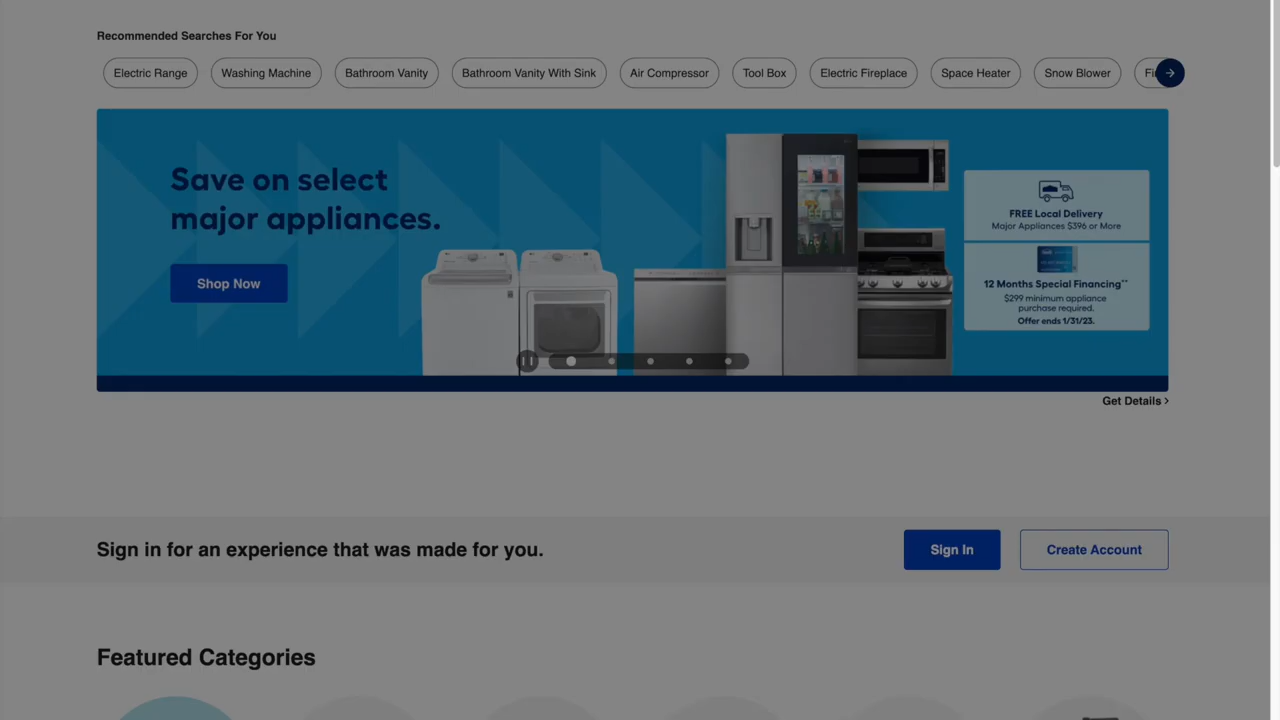 Recommended Searches For You
Electric Range
Washing Machine
Bathroom Vanity
Bathroom Vanity With Sink
Air Compressor
Tool Box
Electric Fireplace
Space Heater
Snow Blower
Save on select
major appliances.
Shop Now
FREE Local Delivery
Major Appliances $396 or More
12 Months Special Financing**
$299 minimum appliance
purchase required.
Offer ends 1/31/23.
Get Details
Sign in for an experience that was made for you.
Sign In
Create Account
Featured Categories